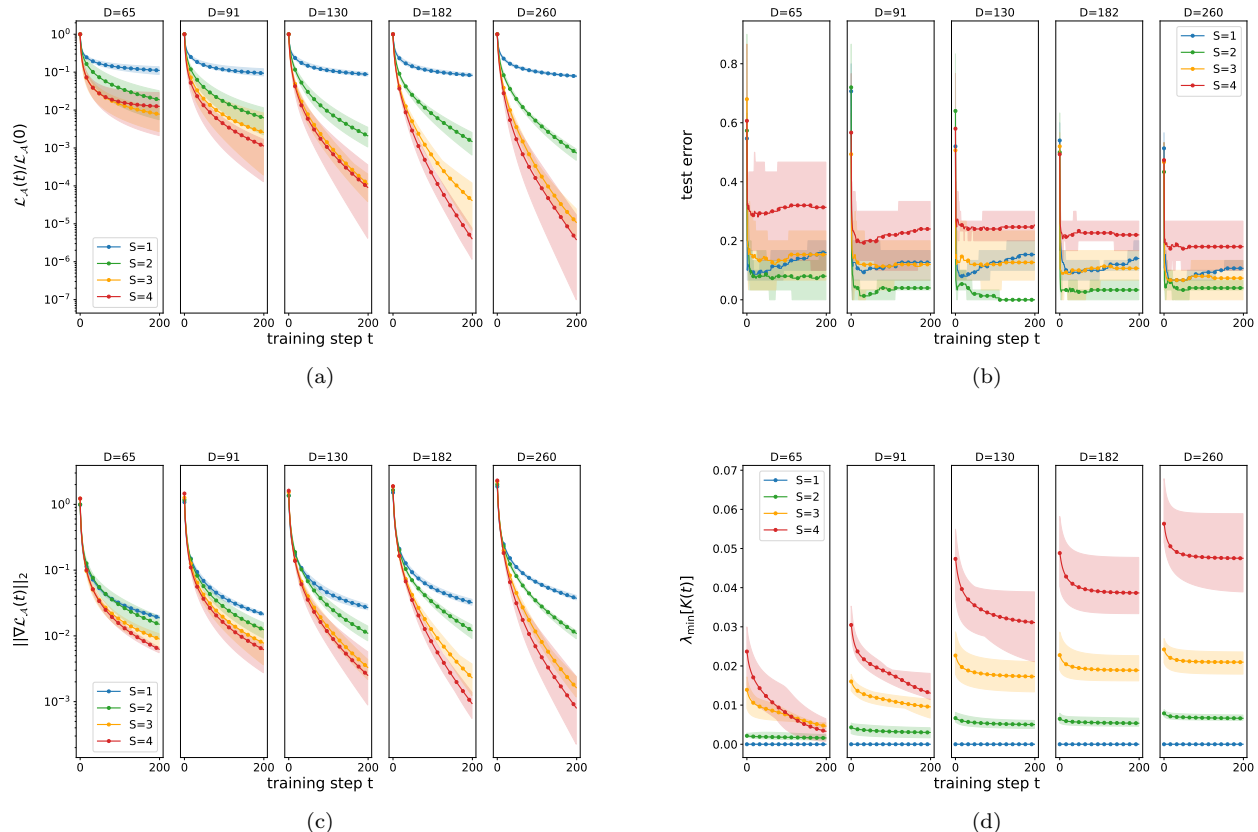 D=65 D=91 D=130 D=182 D=260
10⁰
10⁻¹
10⁻²
10⁻³
10⁻⁴
10⁻⁵
10⁻⁶
10⁻⁷
ℒ_𝒜(t)/ℒ_𝒜(0)
S=1
S=2
S=3
S=4
0 200 0 200 0 200 0 200 0 200
training step t
(a)
D=65 D=91 D=130 D=182 D=260
0.8
0.6
0.4
0.2
0.0
test error
S=1
S=2
S=3
S=4
0 200 0 200 0 200 0 200 0 200
training step t
(b)
D=65 D=91 D=130 D=182 D=260
10⁰
10⁻¹
10⁻²
10⁻³
||∇ℒ_𝒜(t)||₂
S=1
S=2
S=3
S=4
0 200 0 200 0 200 0 200 0 200
training step t
(c)
D=65 D=91 D=130 D=182 D=260
0.07
0.06
0.05
0.04
0.03
0.02
0.01
0.00
λ_min[K(t)]
S=1
S=2
S=3
S=4
0 200 0 200 0 200 0 200 0 200
training step t
(d)